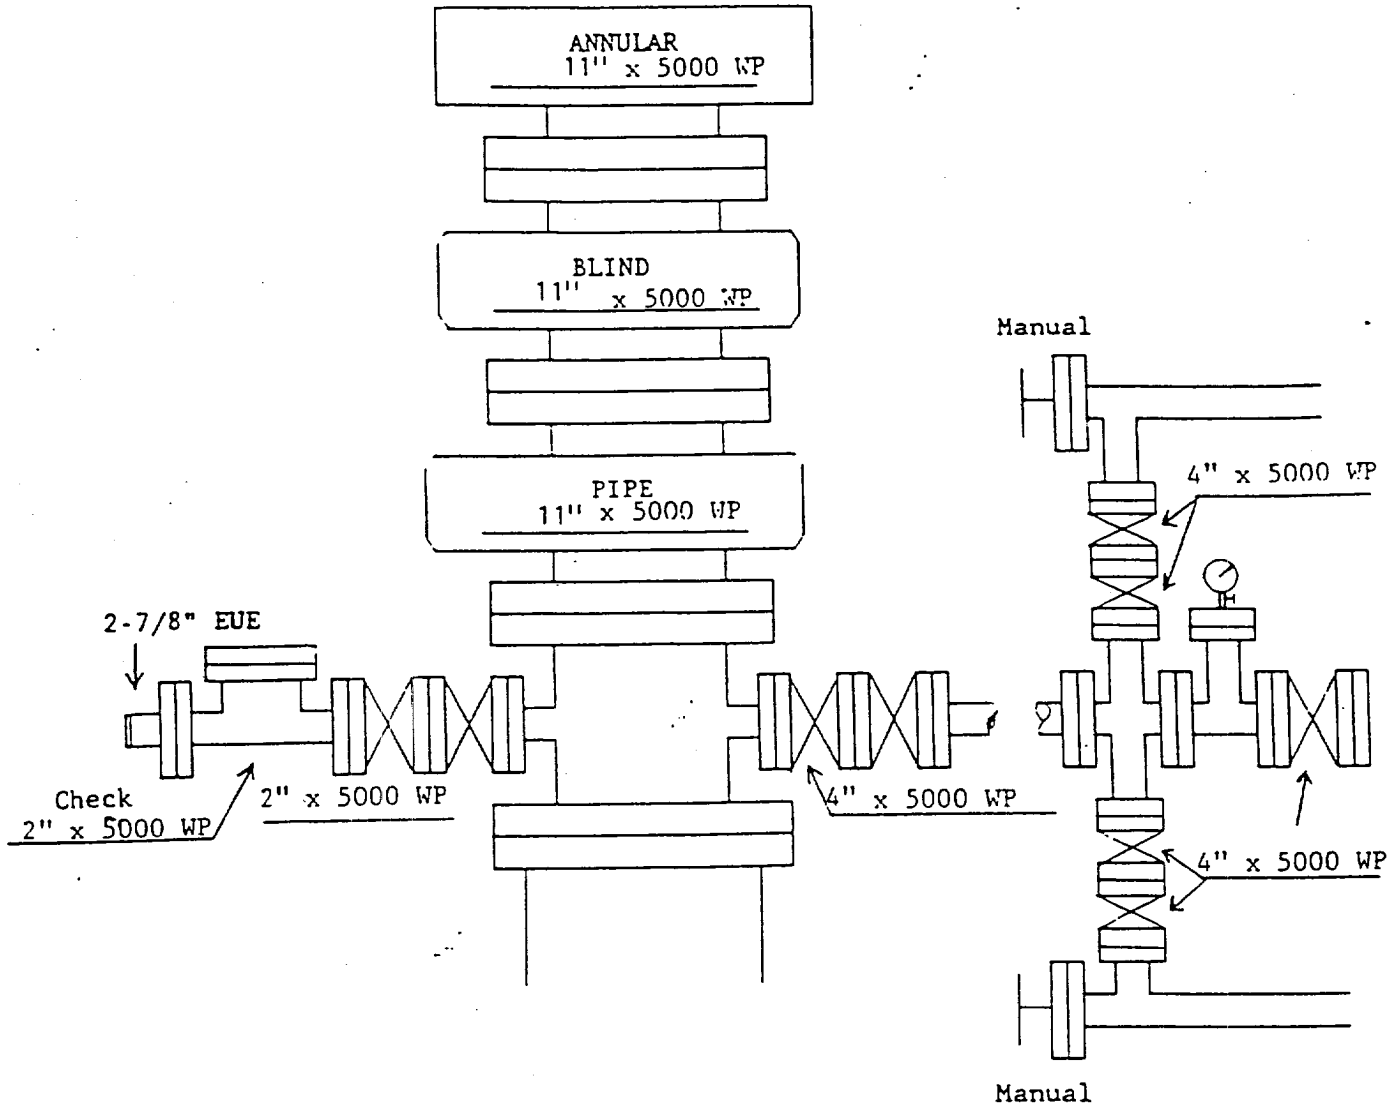 ANNULAR
11" x 5000 WP
BLIND
11" x 5000 WP
Manual
PIPE
11" x 5000 WP
4" x 5000 WP
2-7/8" EUE
Check
2" x 5000 WP
2" x 5000 WP
4" x 5000 WP
4" x 5000 WP
Manual